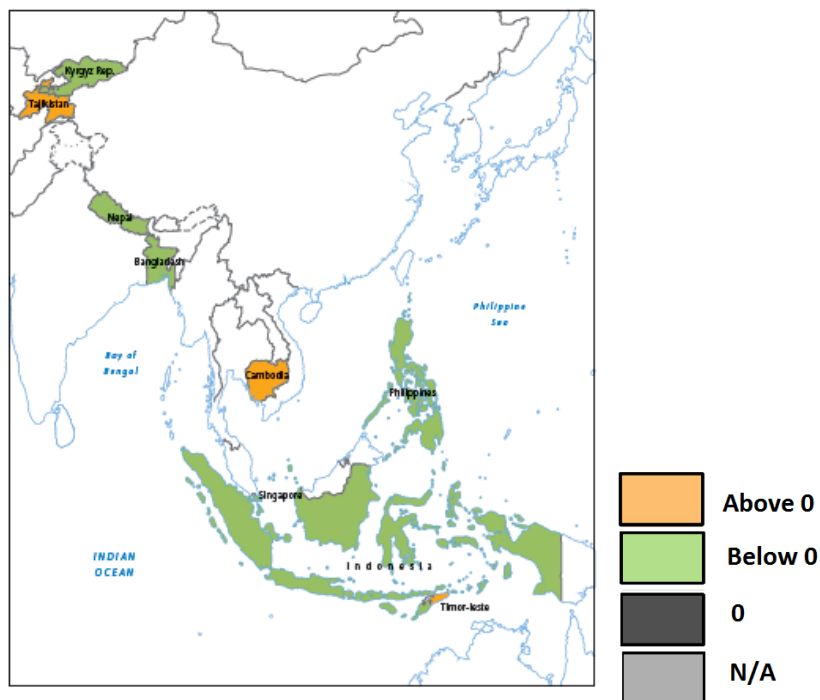 Kyrgyz Rep.
Tajikistan
Nepal
Bangladesh
Philippine
Sea
Bay of
Bengal
Cambodia
Philippines
Singapore
INDIAN
OCEAN
Indonesia
Timor-leste
Above 0
Below 0
0
N/A